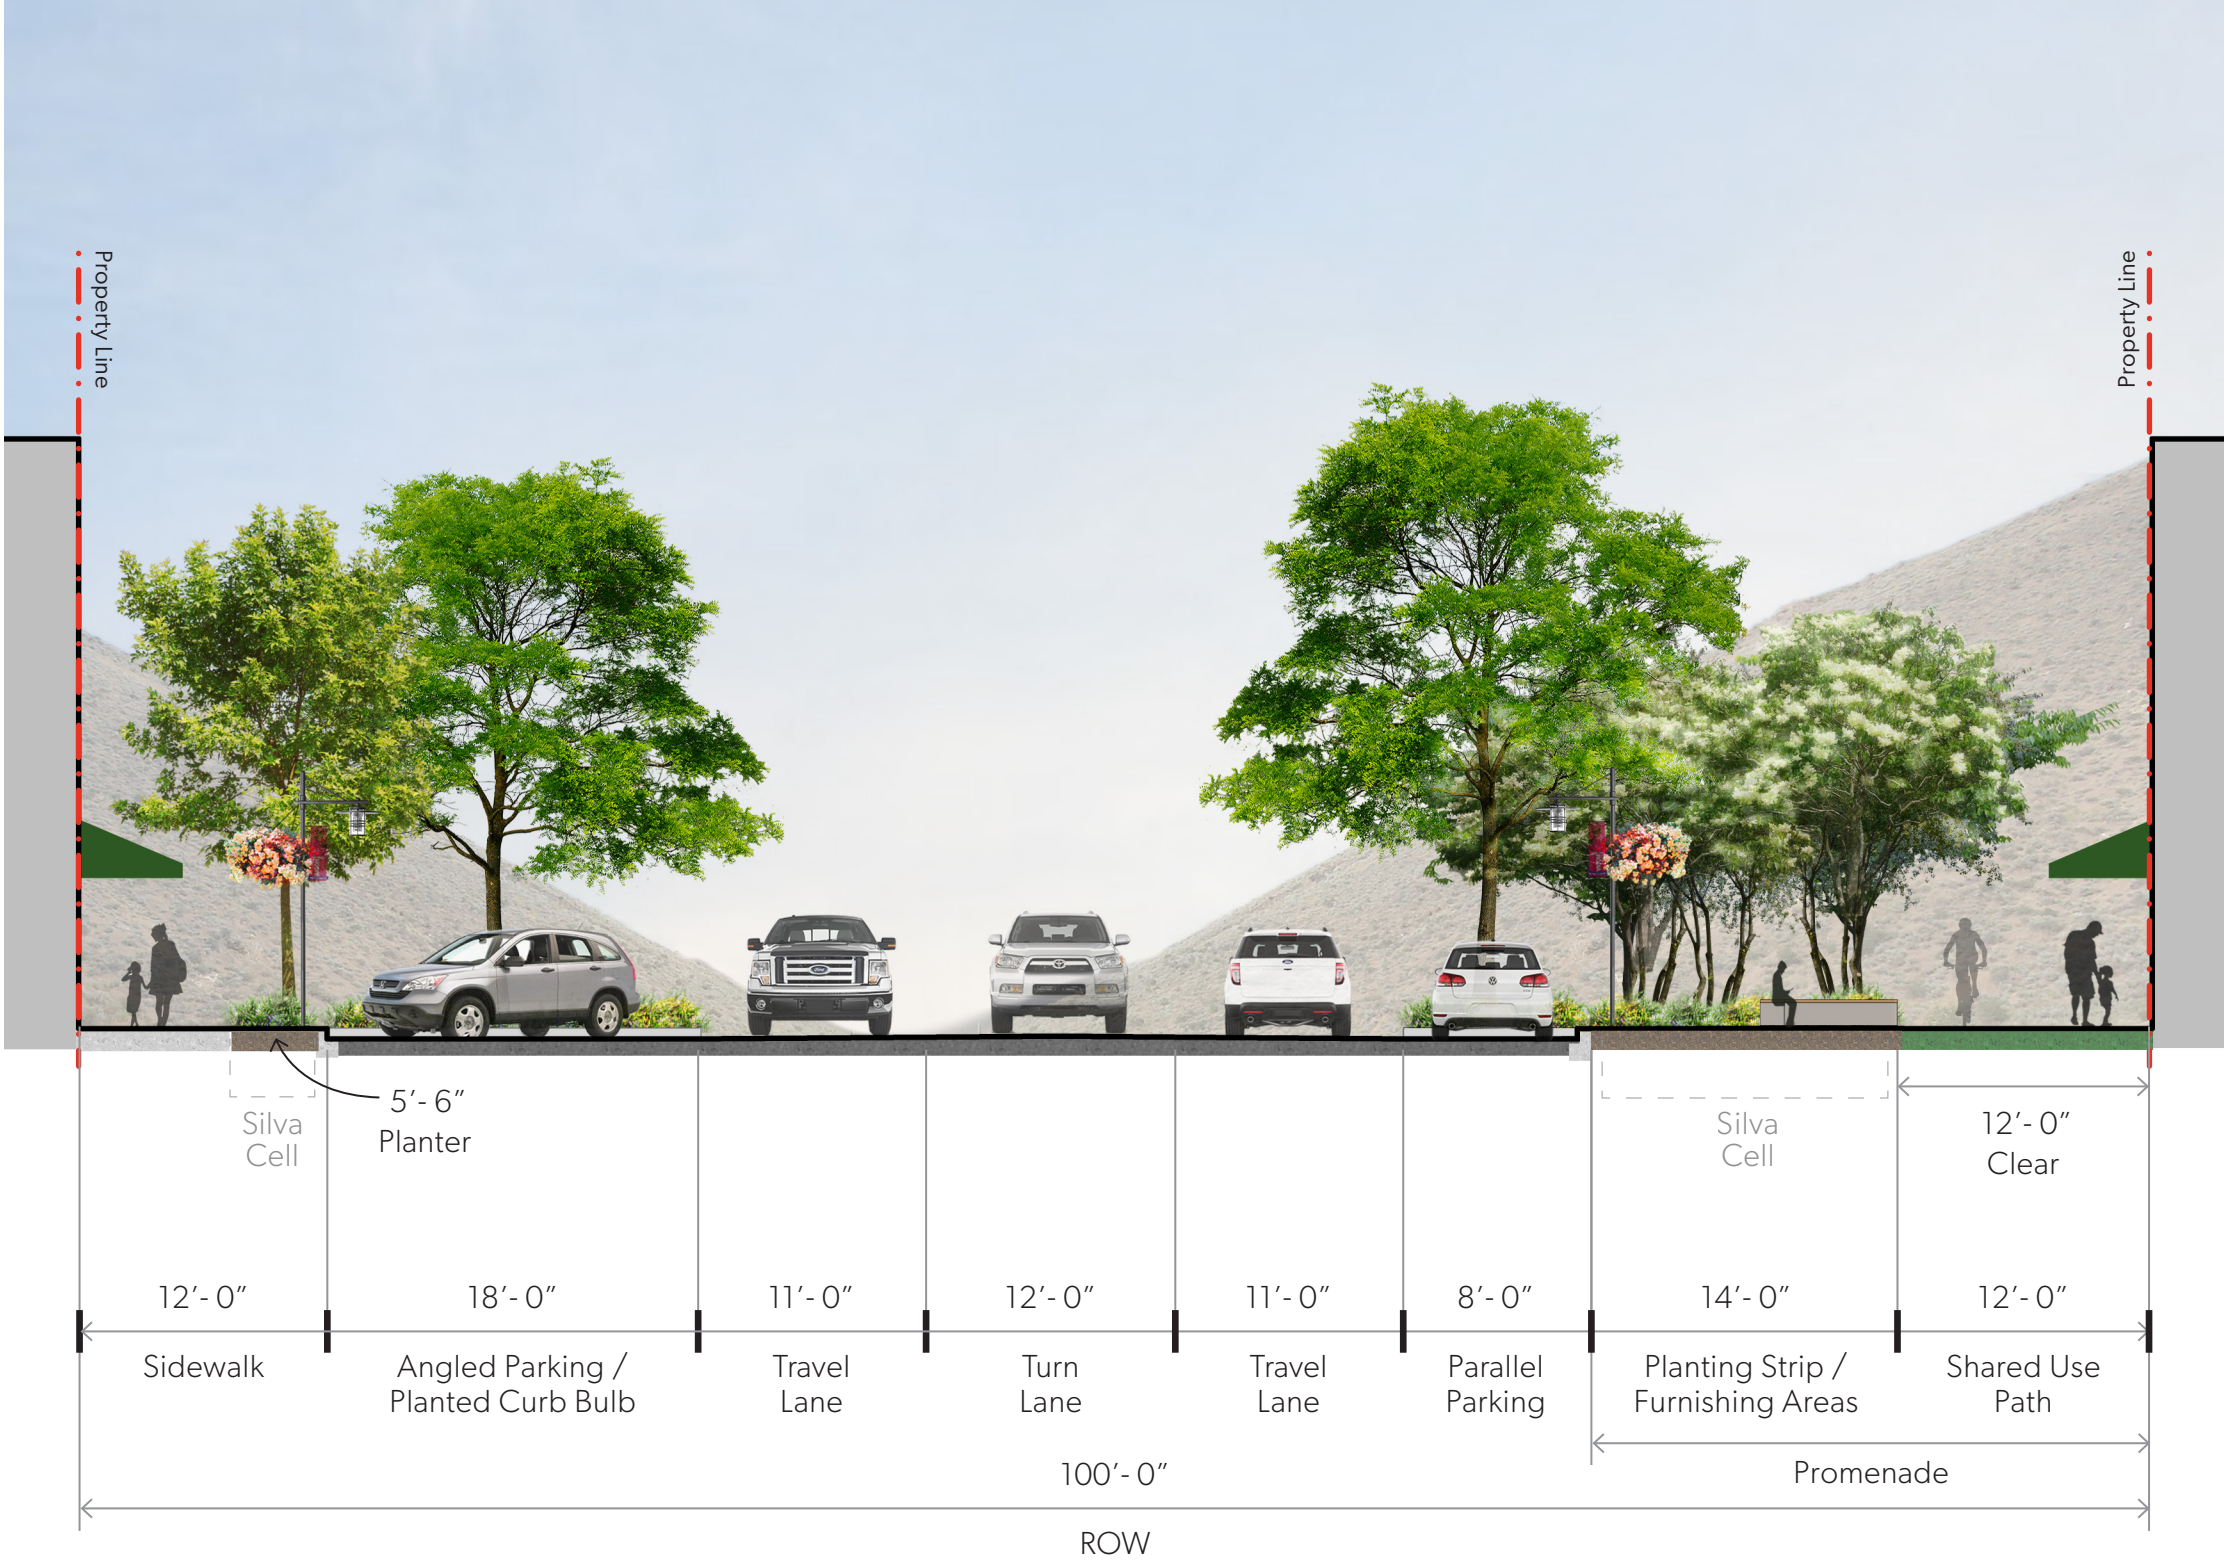 Property Line
Property Line
5'- 6"
Planter
Silva
Cell
Silva
Cell
12'- 0"
Clear
12'- 0"
18'- 0"
11'- 0"
12'- 0"
11'- 0"
8'- 0"
14'- 0"
12'- 0"
Sidewalk
Angled Parking /
Planted Curb Bulb
Travel
Lane
Turn
Lane
Travel
Lane
Parallel
Parking
Planting Strip /
Furnishing Areas
Shared Use
Path
Promenade
100'- 0"
ROW